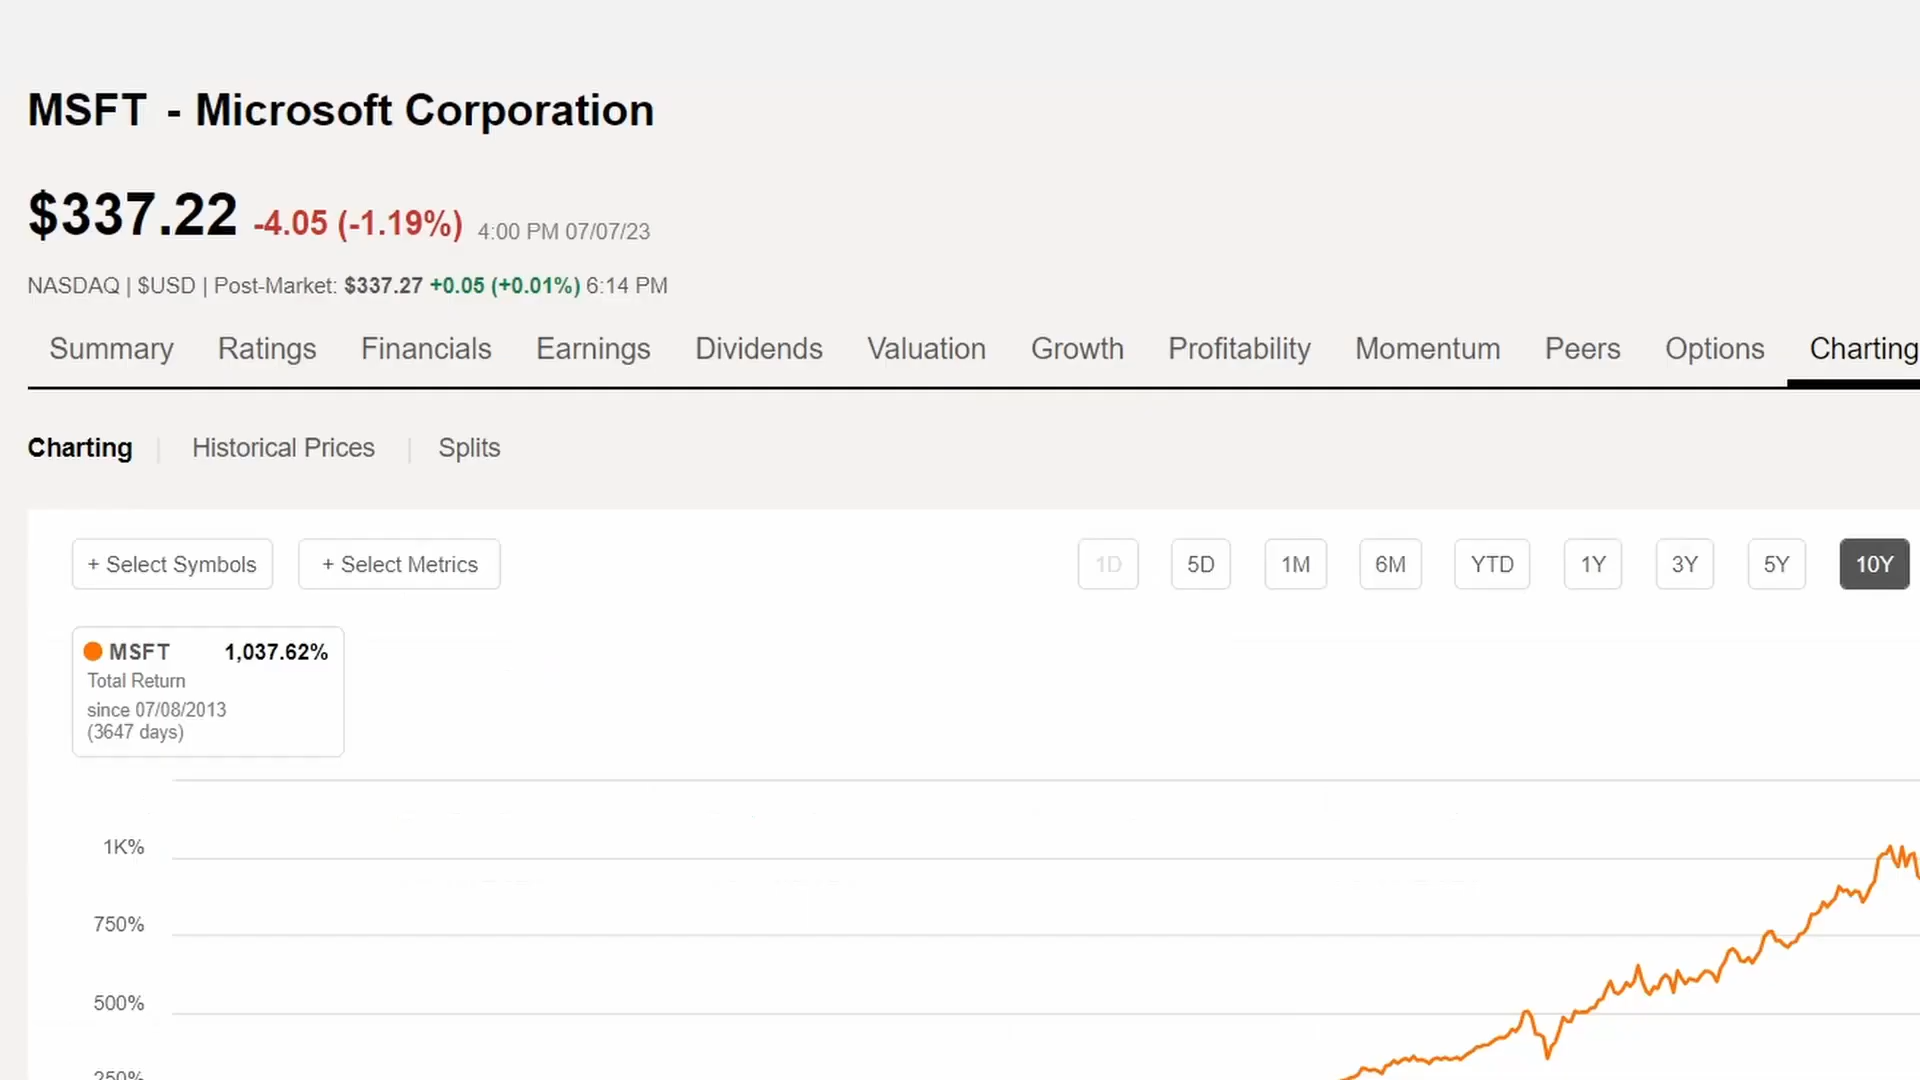 MSFT - Microsoft Corporation
$337.22 -4.05 (-1.19%) 4:00 PM 07/07/23
NASDAQ | $USD | Post-Market: $337.27 +0.05 (+0.01%) 6:14 PM
Summary Ratings Financials Earnings Dividends Valuation Growth Profitability Momentum Peers Options Charting
Charting | Historical Prices | Splits
+ Select Symbols + Select Metrics 1D 5D 1M 6M YTD 1Y 3Y 5Y 10Y
MSFT 1,037.62%
Total Return
since 07/08/2013
(3647 days)
1K%
750%
500%
250%